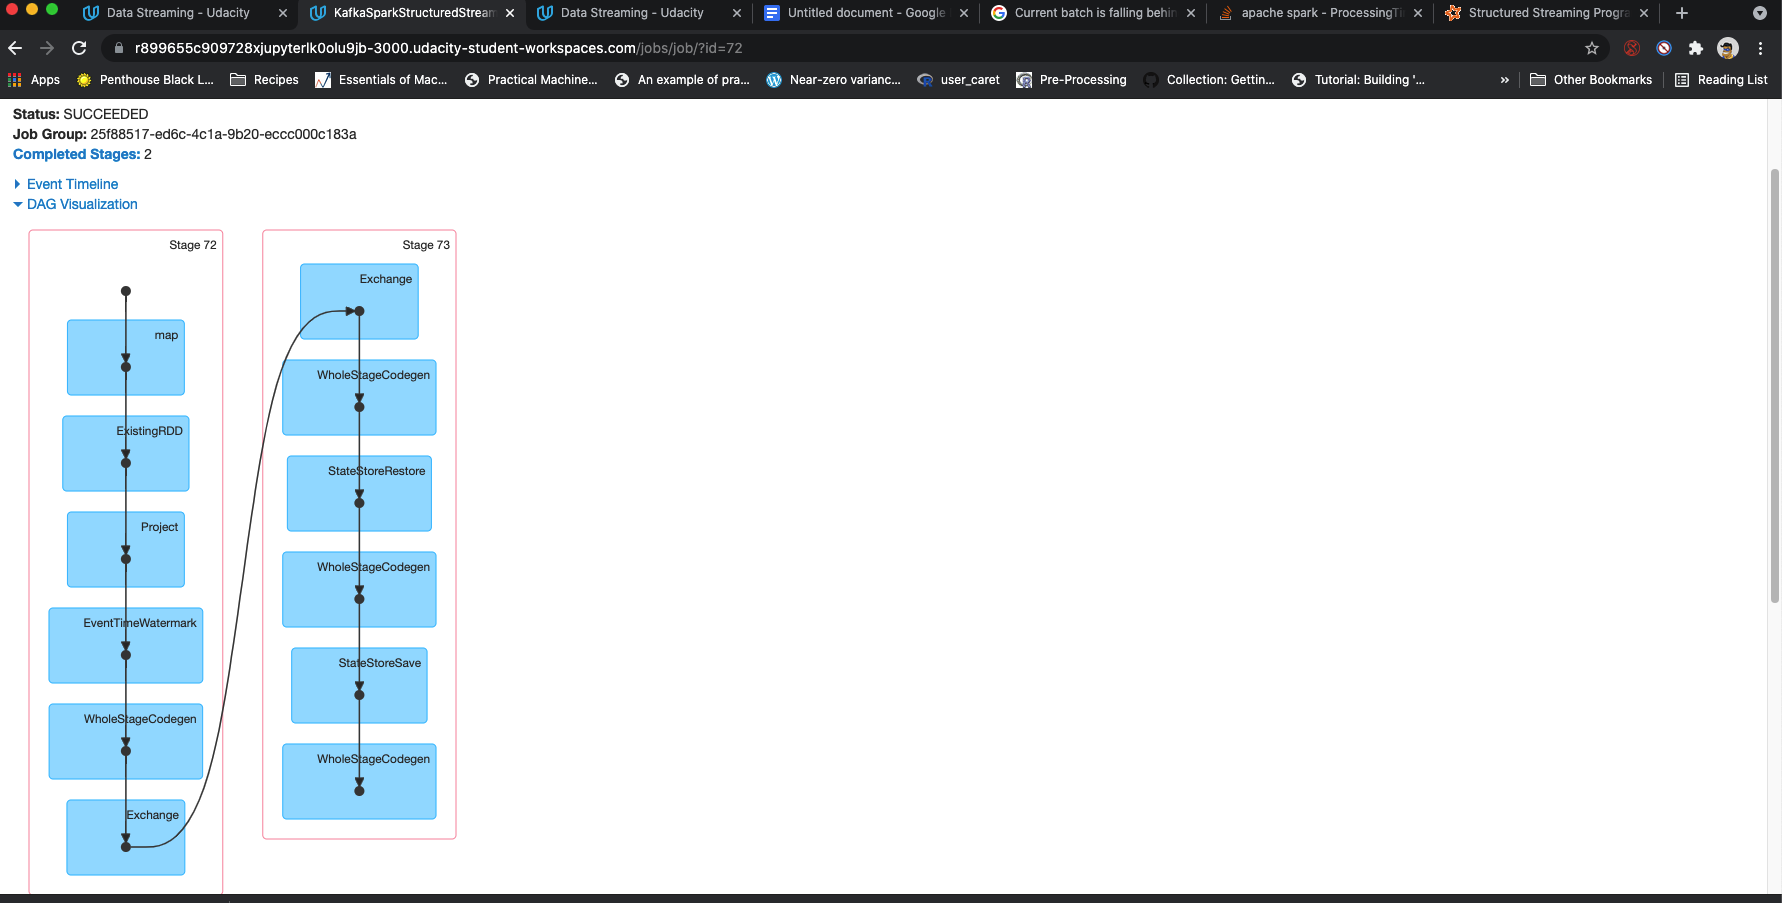 Data Streaming - Udacity
KafkaSparkStructuredStream
Data Streaming - Udacity
Untitled document - Google
Current batch is falling behin
apache spark - ProcessingTi
Structured Streaming Progra
r899655c909728xjupyterlk0olu9jb-3000.udacity-student-workspaces.com/jobs/job/?id=72
Apps
Penthouse Black L...
Recipes
Essentials of Mac...
Practical Machine...
An example of pra...
Near-zero varianc...
user_caret
Pre-Processing
Collection: Gettin...
Tutorial: Building '...
»
Other Bookmarks
Reading List
Status: SUCCEEDED
Job Group: 25f88517-ed6c-4c1a-9b20-eccc000c183a
Completed Stages: 2
Event Timeline
DAG Visualization
Stage 72
map
ExistingRDD
Project
EventTimeWatermark
WholeStageCodegen
Exchange
Stage 73
Exchange
WholeStageCodegen
StateStoreRestore
WholeStageCodegen
StateStoreSave
WholeStageCodegen